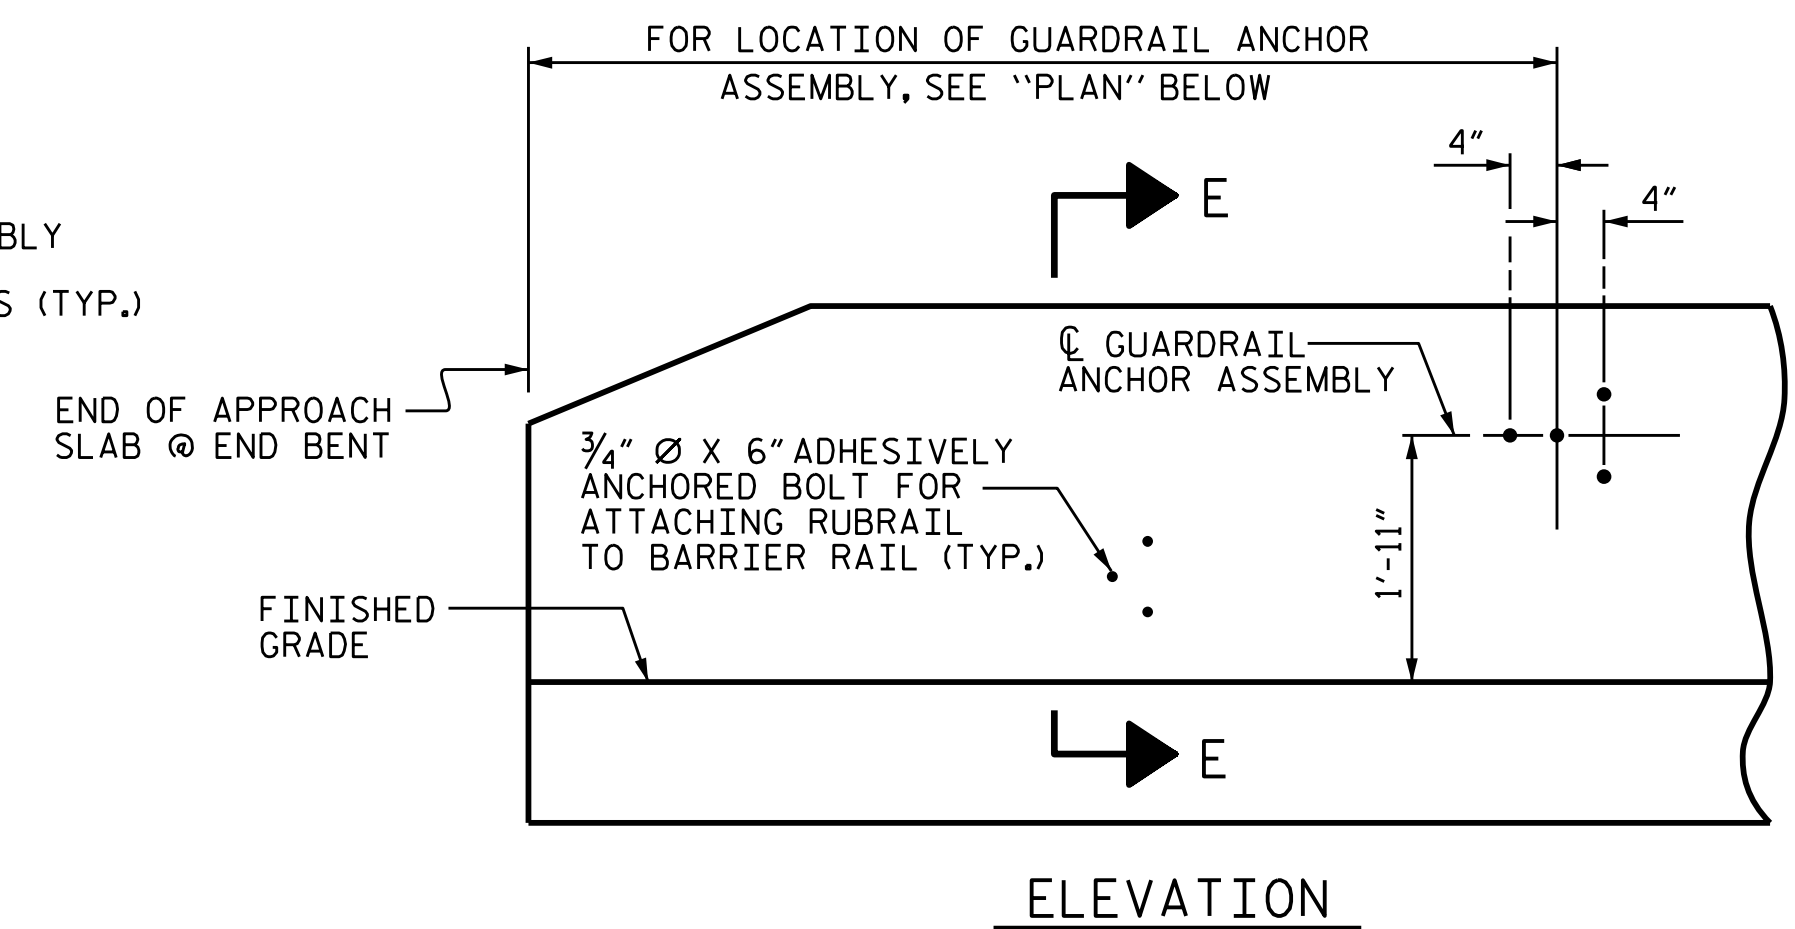 FOR LOCATION OF GUARDRAIL ANCHOR
ASSEMBLY, SEE "PLAN" BELOW
4"
4"
E
BLY
S (TYP.)
℄ GUARDRAIL
ANCHOR ASSEMBLY
END OF APPROACH
SLAB @ END BENT
3/4" Ø X 6" ADHESIVELY
ANCHORED BOLT FOR
ATTACHING RUBRAIL
TO BARRIER RAIL (TYP.)
1'-11"
FINISHED
GRADE
E
ELEVATION